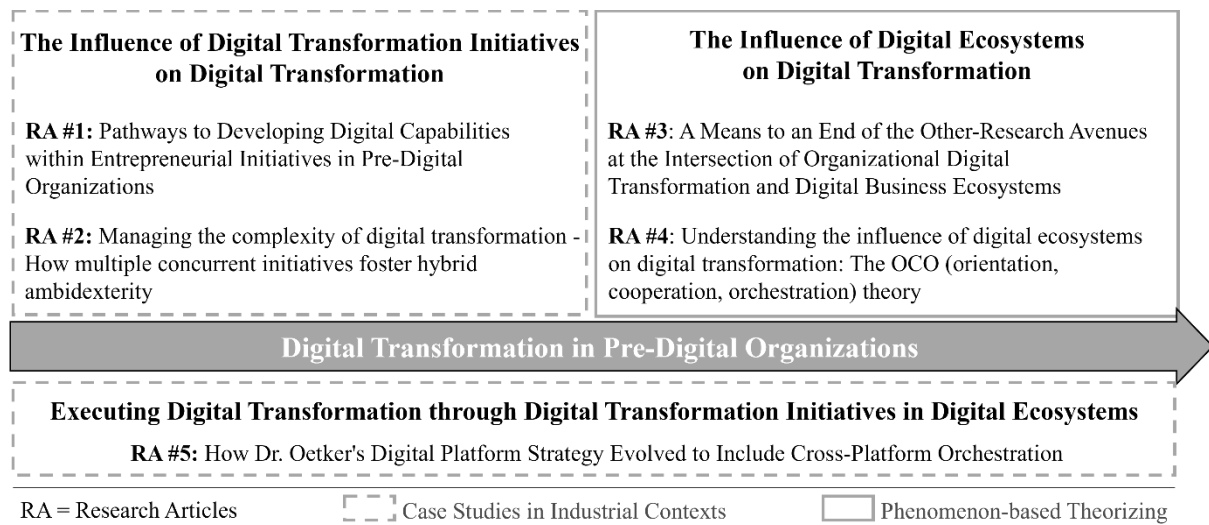 The Influence of Digital Transformation Initiatives
on Digital Transformation
RA #1: Pathways to Developing Digital Capabilities
within Entrepreneurial Initiatives in Pre-Digital
Organizations
RA #2: Managing the complexity of digital transformation -
How multiple concurrent initiatives foster hybrid
ambidexterity
The Influence of Digital Ecosystems
on Digital Transformation
RA #3: A Means to an End of the Other-Research Avenues
at the Intersection of Organizational Digital
Transformation and Digital Business Ecosystems
RA #4: Understanding the influence of digital ecosystems
on digital transformation: The OCO (orientation,
cooperation, orchestration) theory
Digital Transformation in Pre-Digital Organizations
Executing Digital Transformation through Digital Transformation Initiatives in Digital Ecosystems
RA #5: How Dr. Oetker's Digital Platform Strategy Evolved to Include Cross-Platform Orchestration
RA = Research Articles
Case Studies in Industrial Contexts
Phenomenon-based Theorizing